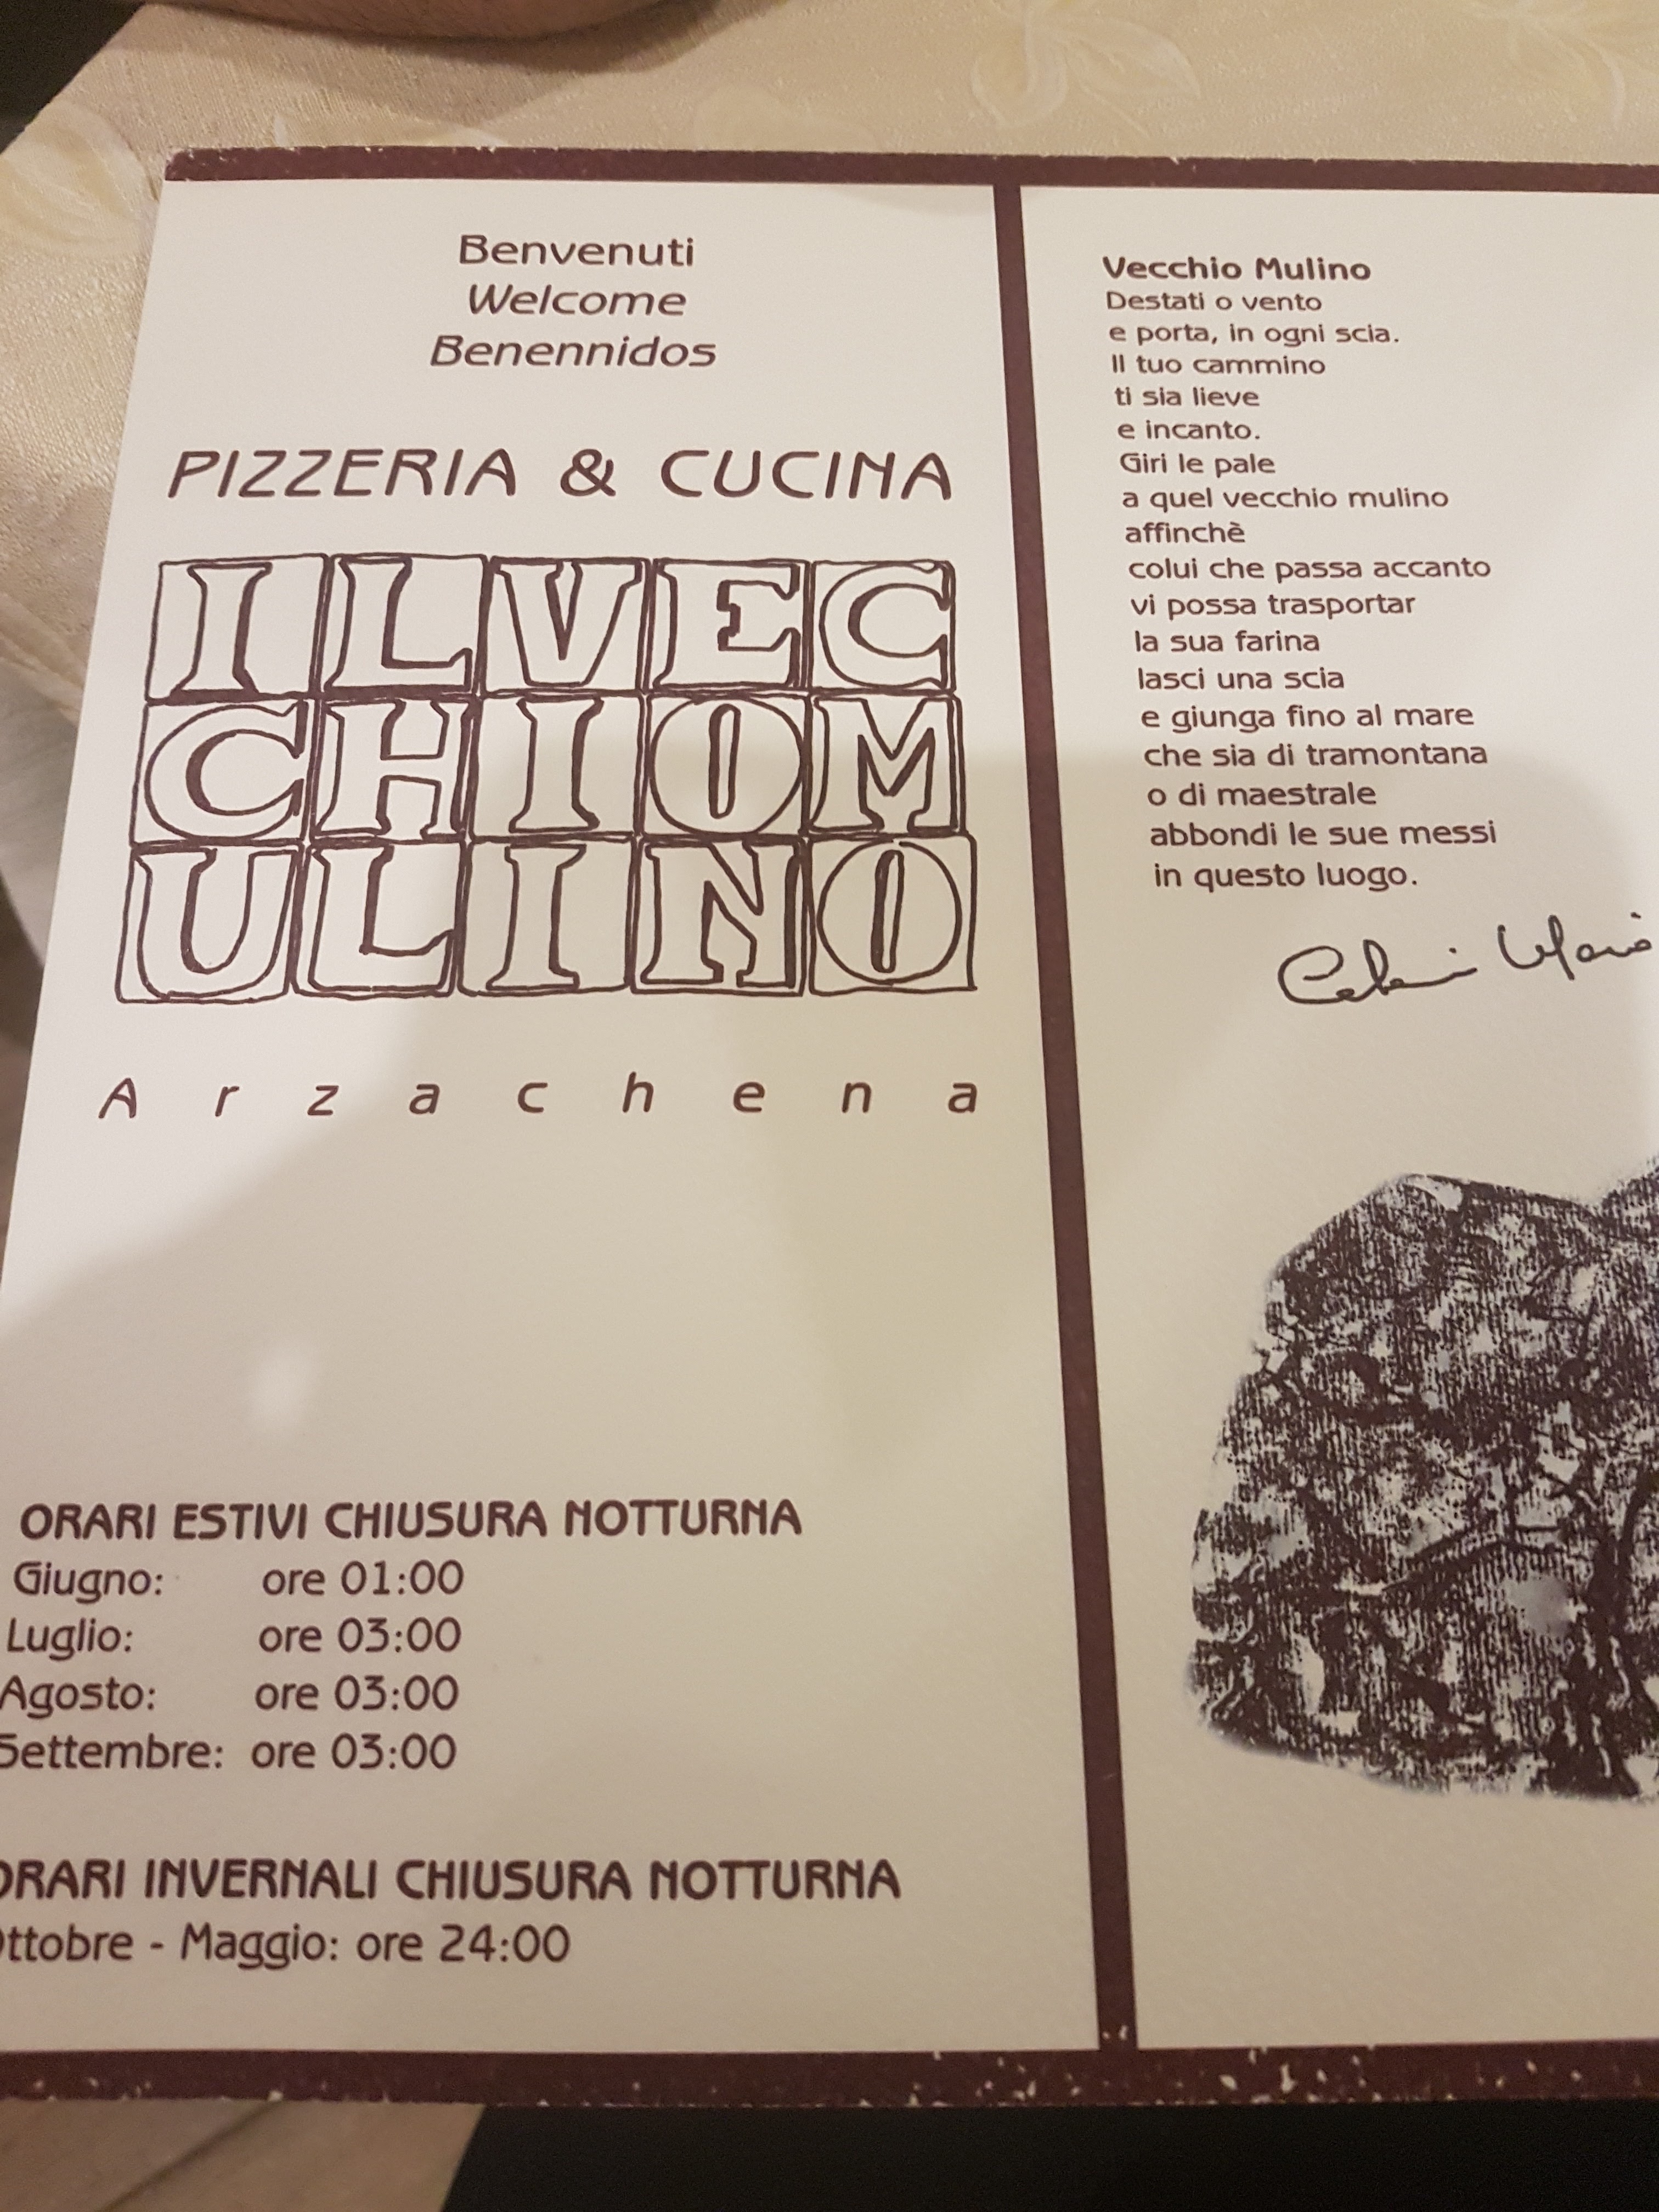 Benvenuti
Welcome
Benennidos
PIZZERIA & CUCINA
ILVEC
CHIOM
ULINO
Arzachena
ORARI ESTIVI CHIUSURA NOTTURNA
Giugno: ore 01:00
Luglio: ore 03:00
Agosto: ore 03:00
Settembre: ore 03:00
ORARI INVERNALI CHIUSURA NOTTURNA
Ottobre - Maggio: ore 24:00
Vecchio Mulino
Destati o vento
e porta, in ogni scia.
Il tuo cammino
ti sia lieve
e incanto.
Giri le pale
a quel vecchio mulino
affinchè
colui che passa accanto
vi possa trasportar
la sua farina
lasci una scia
e giunga fino al mare
che sia di tramontana
o di maestrale
abbondi le sue messi
in questo luogo.